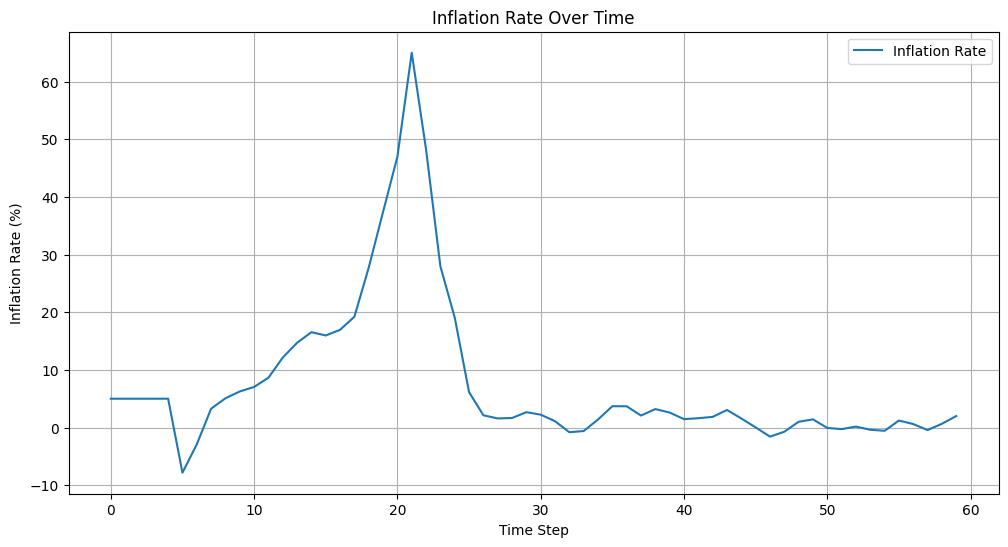 Inflation Rate Over Time
Inflation Rate
Inflation Rate (%)
60
50
40
30
20
10
0
−10
0 10 20 30 40 50 60
Time Step